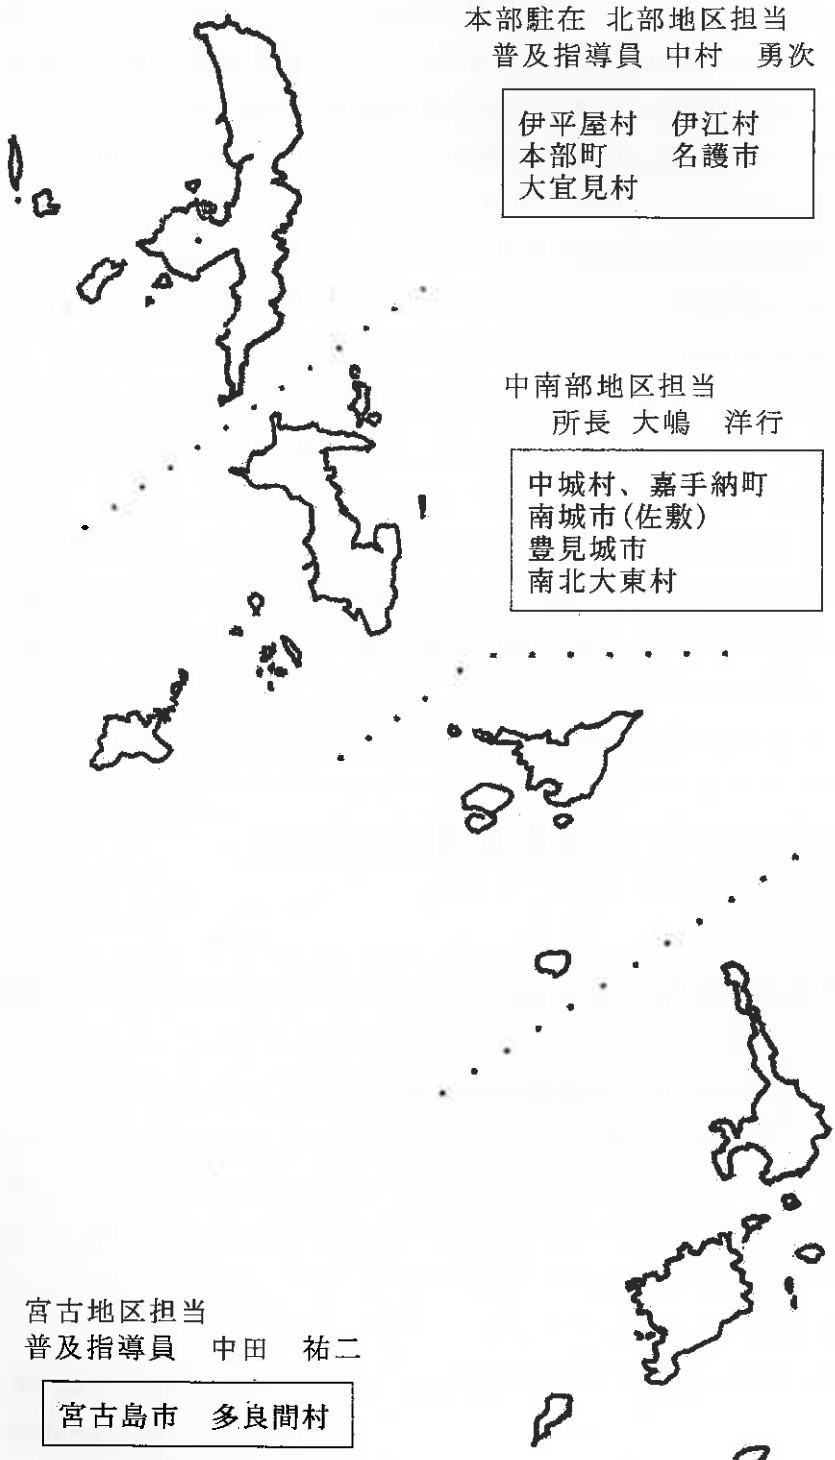 本部駐在 北部地区担当
普及指導員 中村 勇次
伊平屋村 伊江村
本部町 名護市
大宜見村
中南部地区担当
所長 大嶋 洋行
中城村、嘉手納町
南城市(佐敷)
豊見城市
南北大東村
宮古地区担当
普及指導員 中田 祐二
宮古島市 多良間村